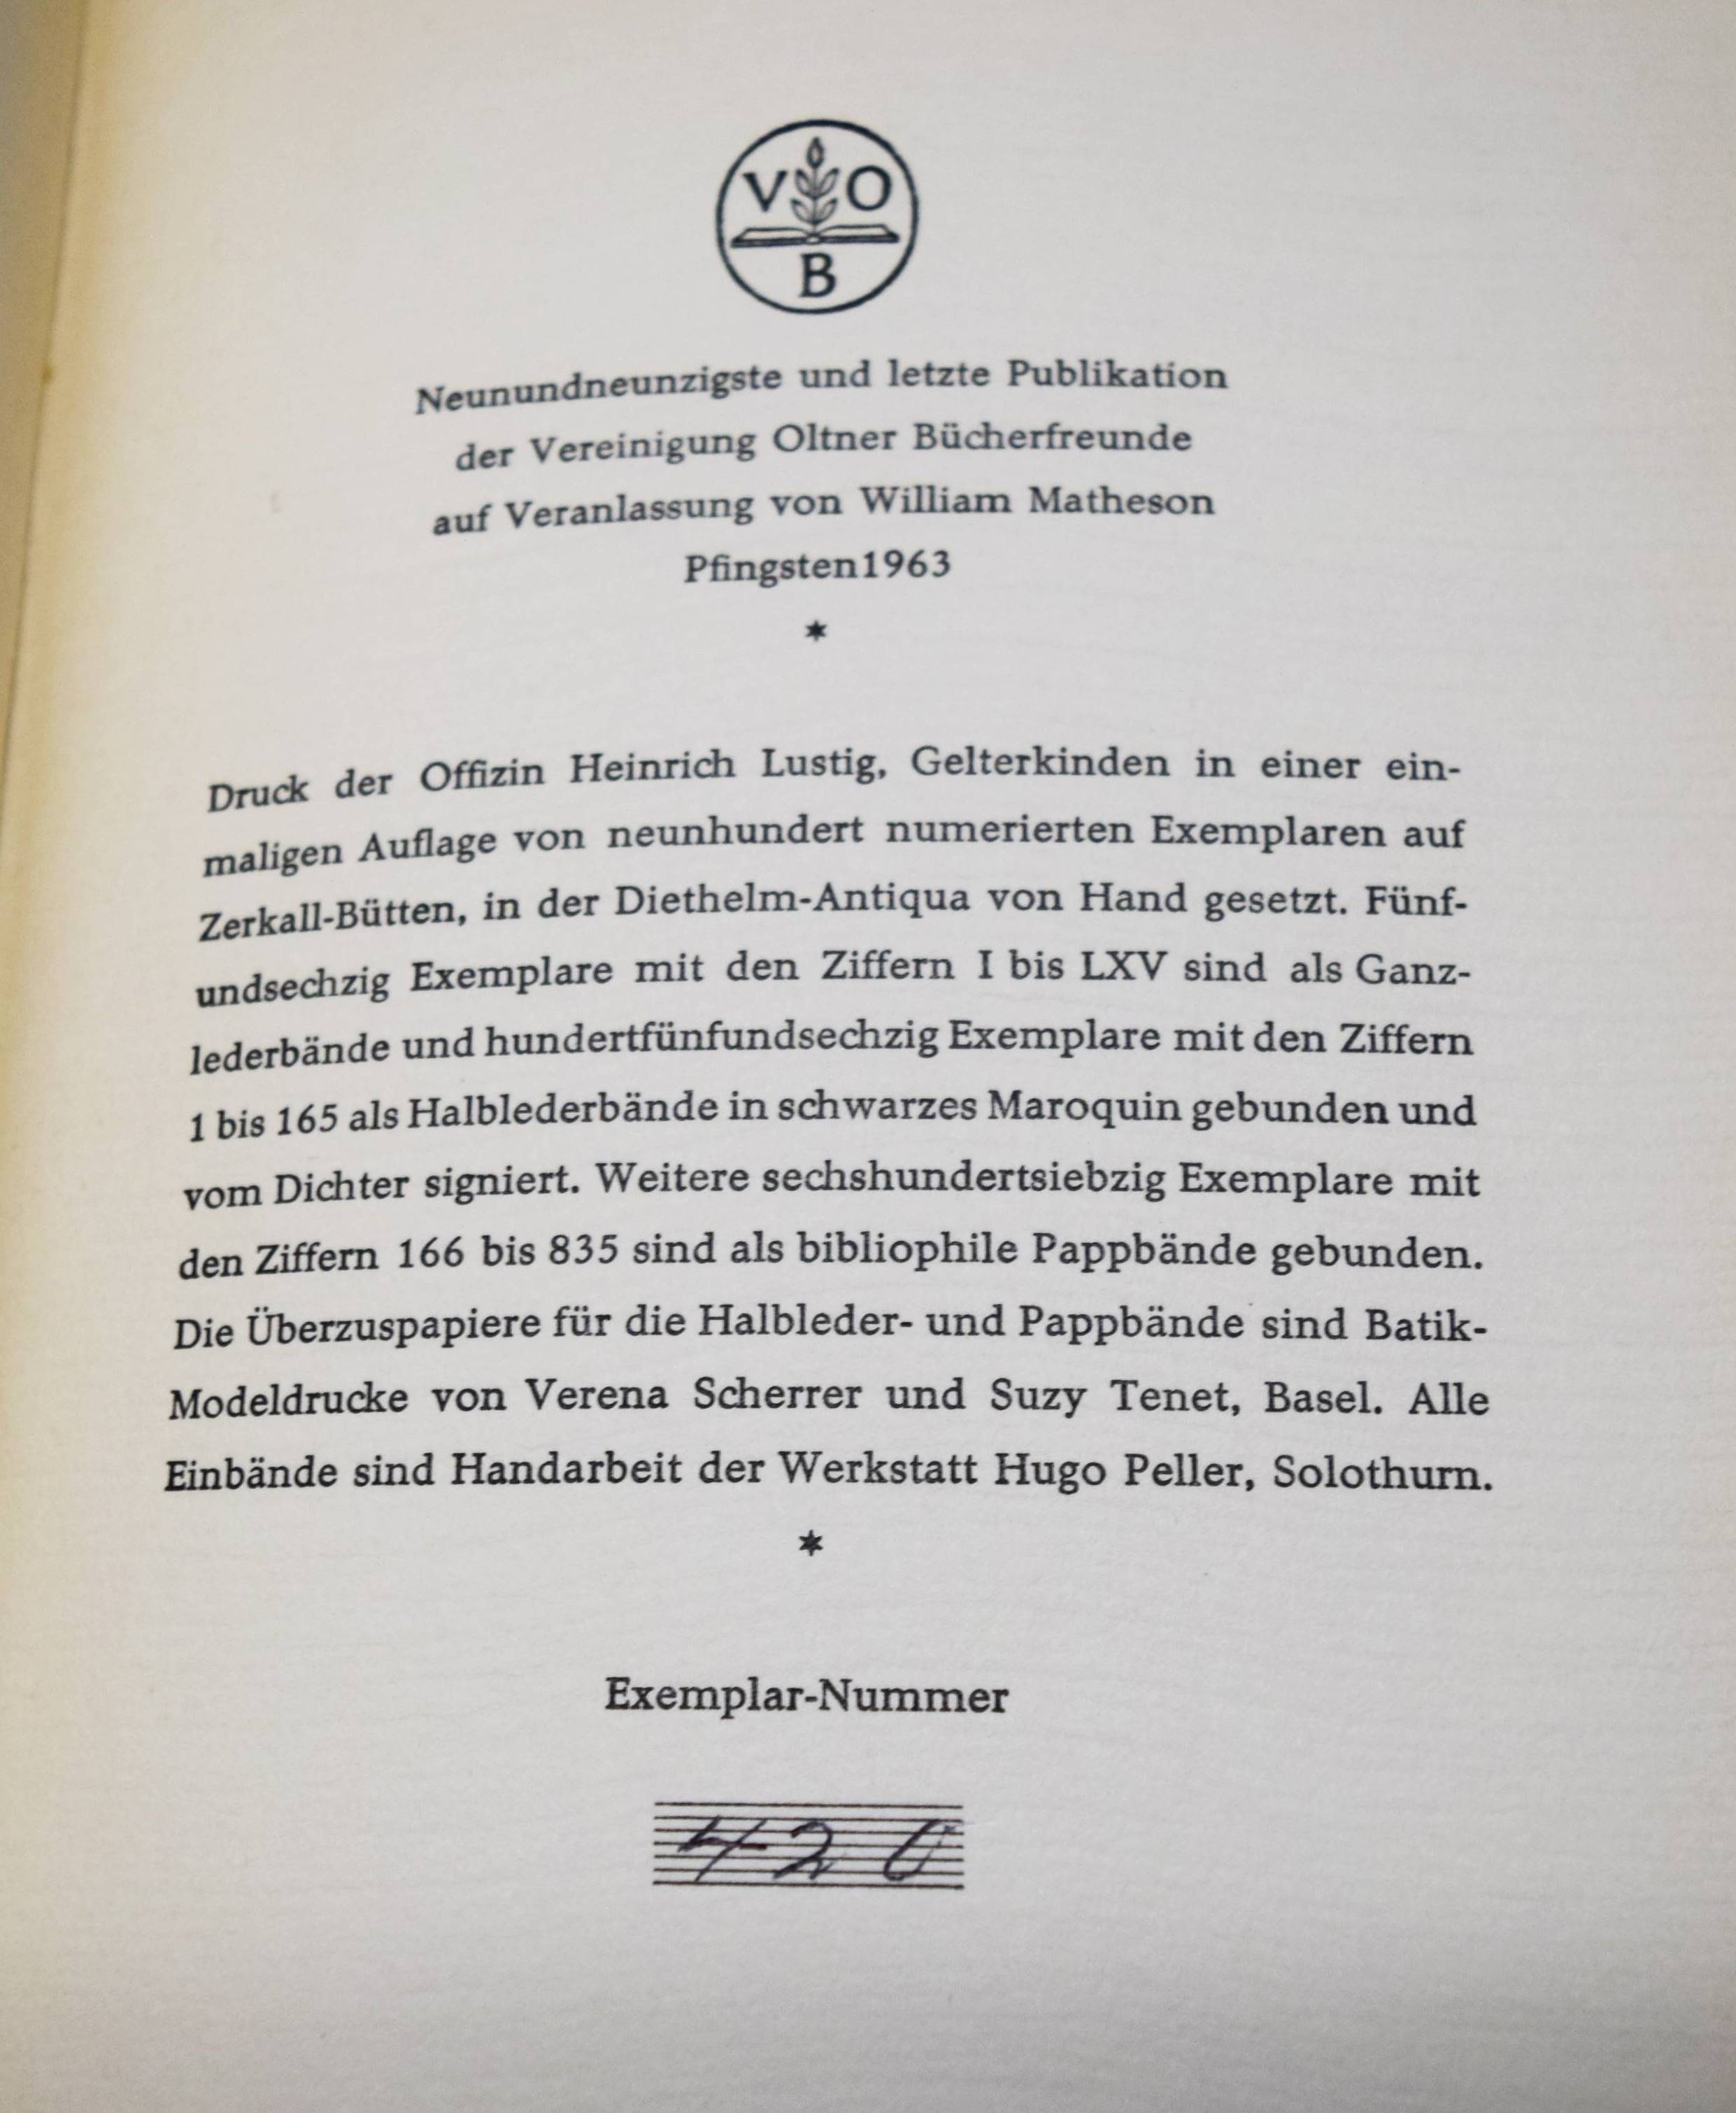 V O
B
Neunundneunzigste und letzte Publikation
der Vereinigung Oltner Bücherfreunde
auf Veranlassung von William Matheson
Pfingsten1963
*
Druck der Offizin Heinrich Lustig, Gelterkinden in einer ein-
maligen Auflage von neunhundert numerierten Exemplaren auf
Zerkall-Bütten, in der Diethelm-Antiqua von Hand gesetzt. Fünf-
undsechzig Exemplare mit den Ziffern I bis LXV sind als Ganz-
lederbände und hundertfünfundsechzig Exemplare mit den Ziffern
1 bis 165 als Halblederbände in schwarzes Maroquin gebunden und
vom Dichter signiert. Weitere sechshundertsiebzig Exemplare mit
den Ziffern 166 bis 835 sind als bibliophile Pappbände gebunden.
Die Überzuspapiere für die Halbleder- und Pappbände sind Batik-
Modeldrucke von Verena Scherrer und Suzy Tenet, Basel. Alle
Einbände sind Handarbeit der Werkstatt Hugo Peller, Solothurn.
*
Exemplar-Nummer
420